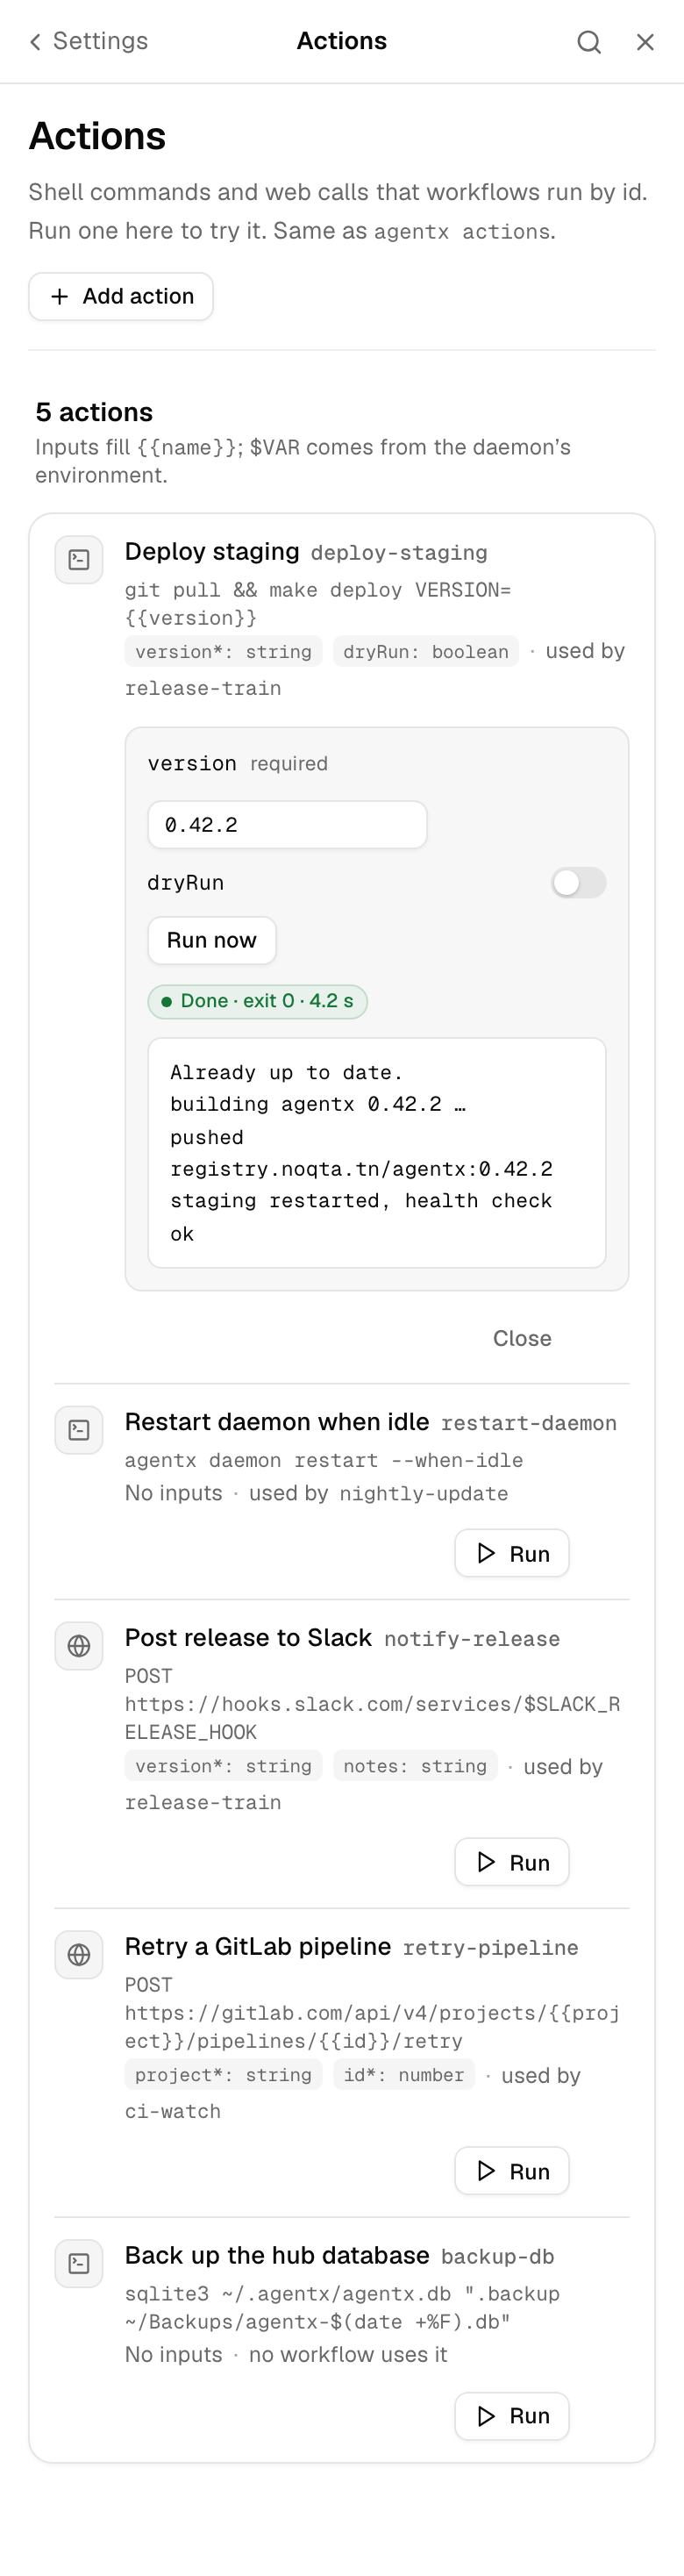 Settings
Actions
Actions
Shell commands and web calls that workflows run by id.
Run one here to try it. Same as agentx actions.
Add action
5 actions
Inputs fill {{name}}; $VAR comes from the daemon’s
environment.
Deploy staging deploy-staging
git pull && make deploy VERSION=
{{version}}
version*: string dryRun: boolean · used by
release-train
version required
0.42.2
dryRun
Run now
Done · exit 0 · 4.2 s
Already up to date.
building agentx 0.42.2 …
pushed
registry.noqta.tn/agentx:0.42.2
staging restarted, health check
ok
Close
Restart daemon when idle restart-daemon
agentx daemon restart --when-idle
No inputs · used by nightly-update
Run
Post release to Slack notify-release
POST
https://hooks.slack.com/services/$SLACK_R
ELEASE_HOOK
version*: string notes: string · used by
release-train
Run
Retry a GitLab pipeline retry-pipeline
POST
https://gitlab.com/api/v4/projects/{{proj
ect}}/pipelines/{{id}}/retry
project*: string id*: number · used by
ci-watch
Run
Back up the hub database backup-db
sqlite3 ~/.agentx/agentx.db ".backup
~/Backups/agentx-$(date +%F).db"
No inputs · no workflow uses it
Run